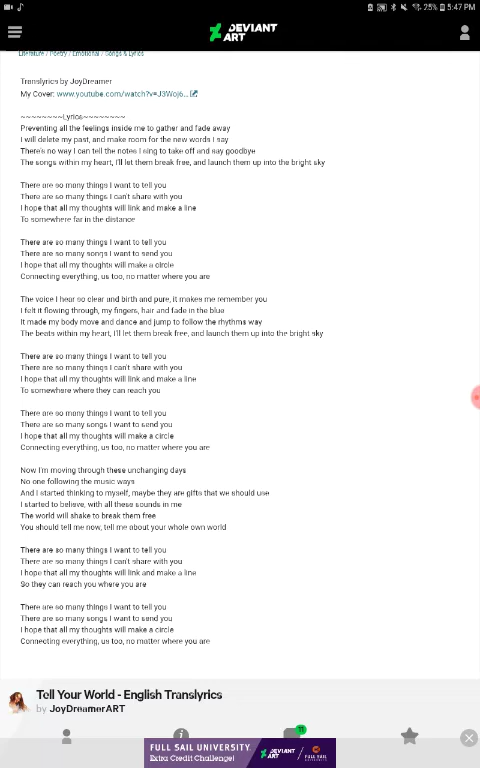 25% 5:47 PM
DEVIANT
ART
Literature / Poetry / Emotional / Songs & Lyrics
Translyrics by JoyDreamer
My Cover: www.youtube.com/watch?v=J3Woj6...
~~~~~~~~Lyrics~~~~~~~~
Preventing all the feelings inside me to gather and fade away
I will delete my past, and make room for the new words I say
There's no way I can tell the notes I sing to take off and say goodbye
The songs within my heart, I'll let them break free, and launch them up into the bright sky
There are so many things I want to tell you
There are so many things I can't share with you
I hope that all my thoughts will link and make a line
To somewhere far in the distance
There are so many things I want to tell you
There are so many songs I want to send you
I hope that all my thoughts will make a circle
Connecting everything, us too, no matter where you are
The voice I hear so clear and birth and pure, it makes me remember you
I felt it flowing through, my fingers, hair and fade in the blue
It made my body move and dance and jump to follow the rhythms way
The beats within my heart, I'll let them break free, and launch them up into the bright sky
There are so many things I want to tell you
There are so many things I can't share with you
I hope that all my thoughts will link and make a line
To somewhere where they can reach you
There are so many things I want to tell you
There are so many songs I want to send you
I hope that all my thoughts will make a circle
Connecting everything, us too, no matter where you are
Now I'm moving through these unchanging days
No one following the music ways
And I started thinking to myself, maybe they are gifts that we should use
I started to believe, with all these sounds in me
The world will shake to break them free
You should tell me now, tell me about your whole own world
There are so many things I want to tell you
There are so many things I can't share with you
I hope that all my thoughts will link and make a line
So they can reach you where you are
There are so many things I want to tell you
There are so many songs I want to send you
I hope that all my thoughts will make a circle
Connecting everything, us too, no matter where you are
Tell Your World - English Translyrics
by JoyDreamerART
11
FULL SAIL UNIVERSITY.
Extra Credit Challenge!
DEVIANT
ART
FULL SAIL
UNIVERSITY